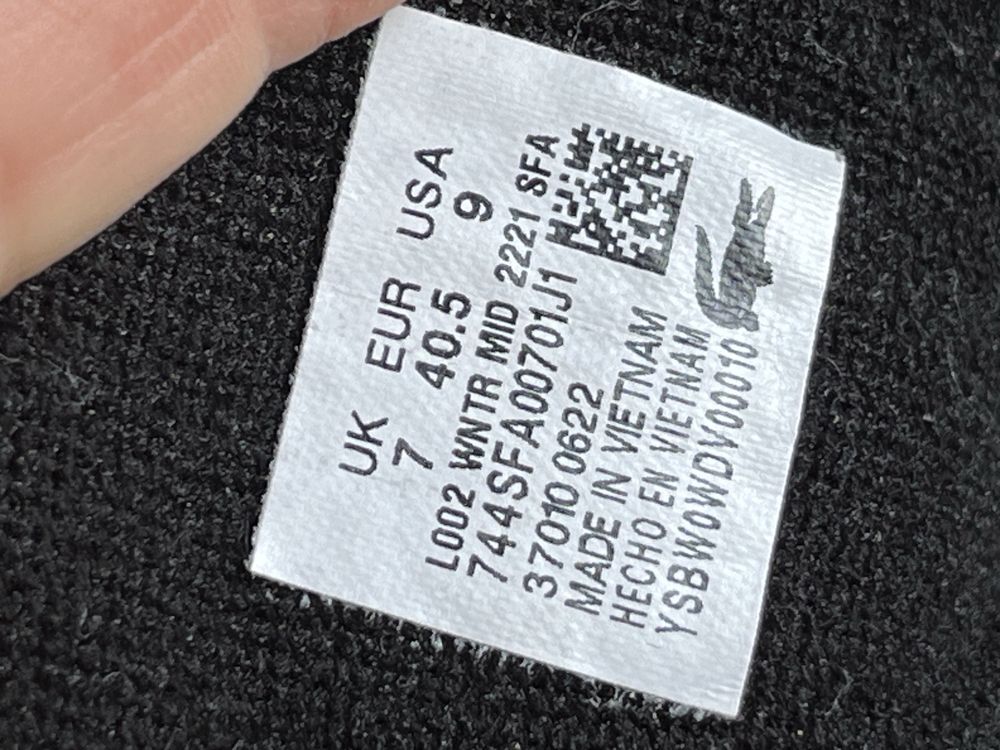 UK EUR USA
7 40.5 9
L002 WNTR MID 2221 SFA
744SFA00701J1
37010 0622
MADE IN VIETNAM
HECHO EN VIETNAM
YSBW0WDV00010